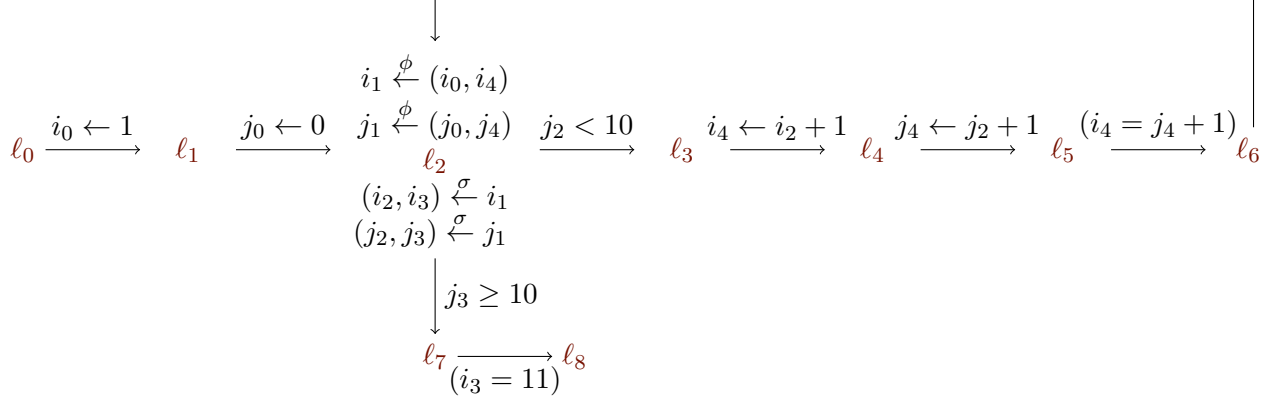 i₁ ←ᵩ (i₀, i₄)
i₀ ← 1 j₀ ← 0 j₁ ←ᵩ (j₀, j₄) j₂ < 10 i₄ ← i₂ + 1 j₄ ← j₂ + 1 (i₄ = j₄ + 1)
ℓ₀ ℓ₁ ℓ₂ ℓ₃ ℓ₄ ℓ₅ ℓ₆
(i₂, i₃) ←σ i₁
(j₂, j₃) ←σ j₁
j₃ ≥ 10
ℓ₇ ℓ₈
(i₃ = 11)